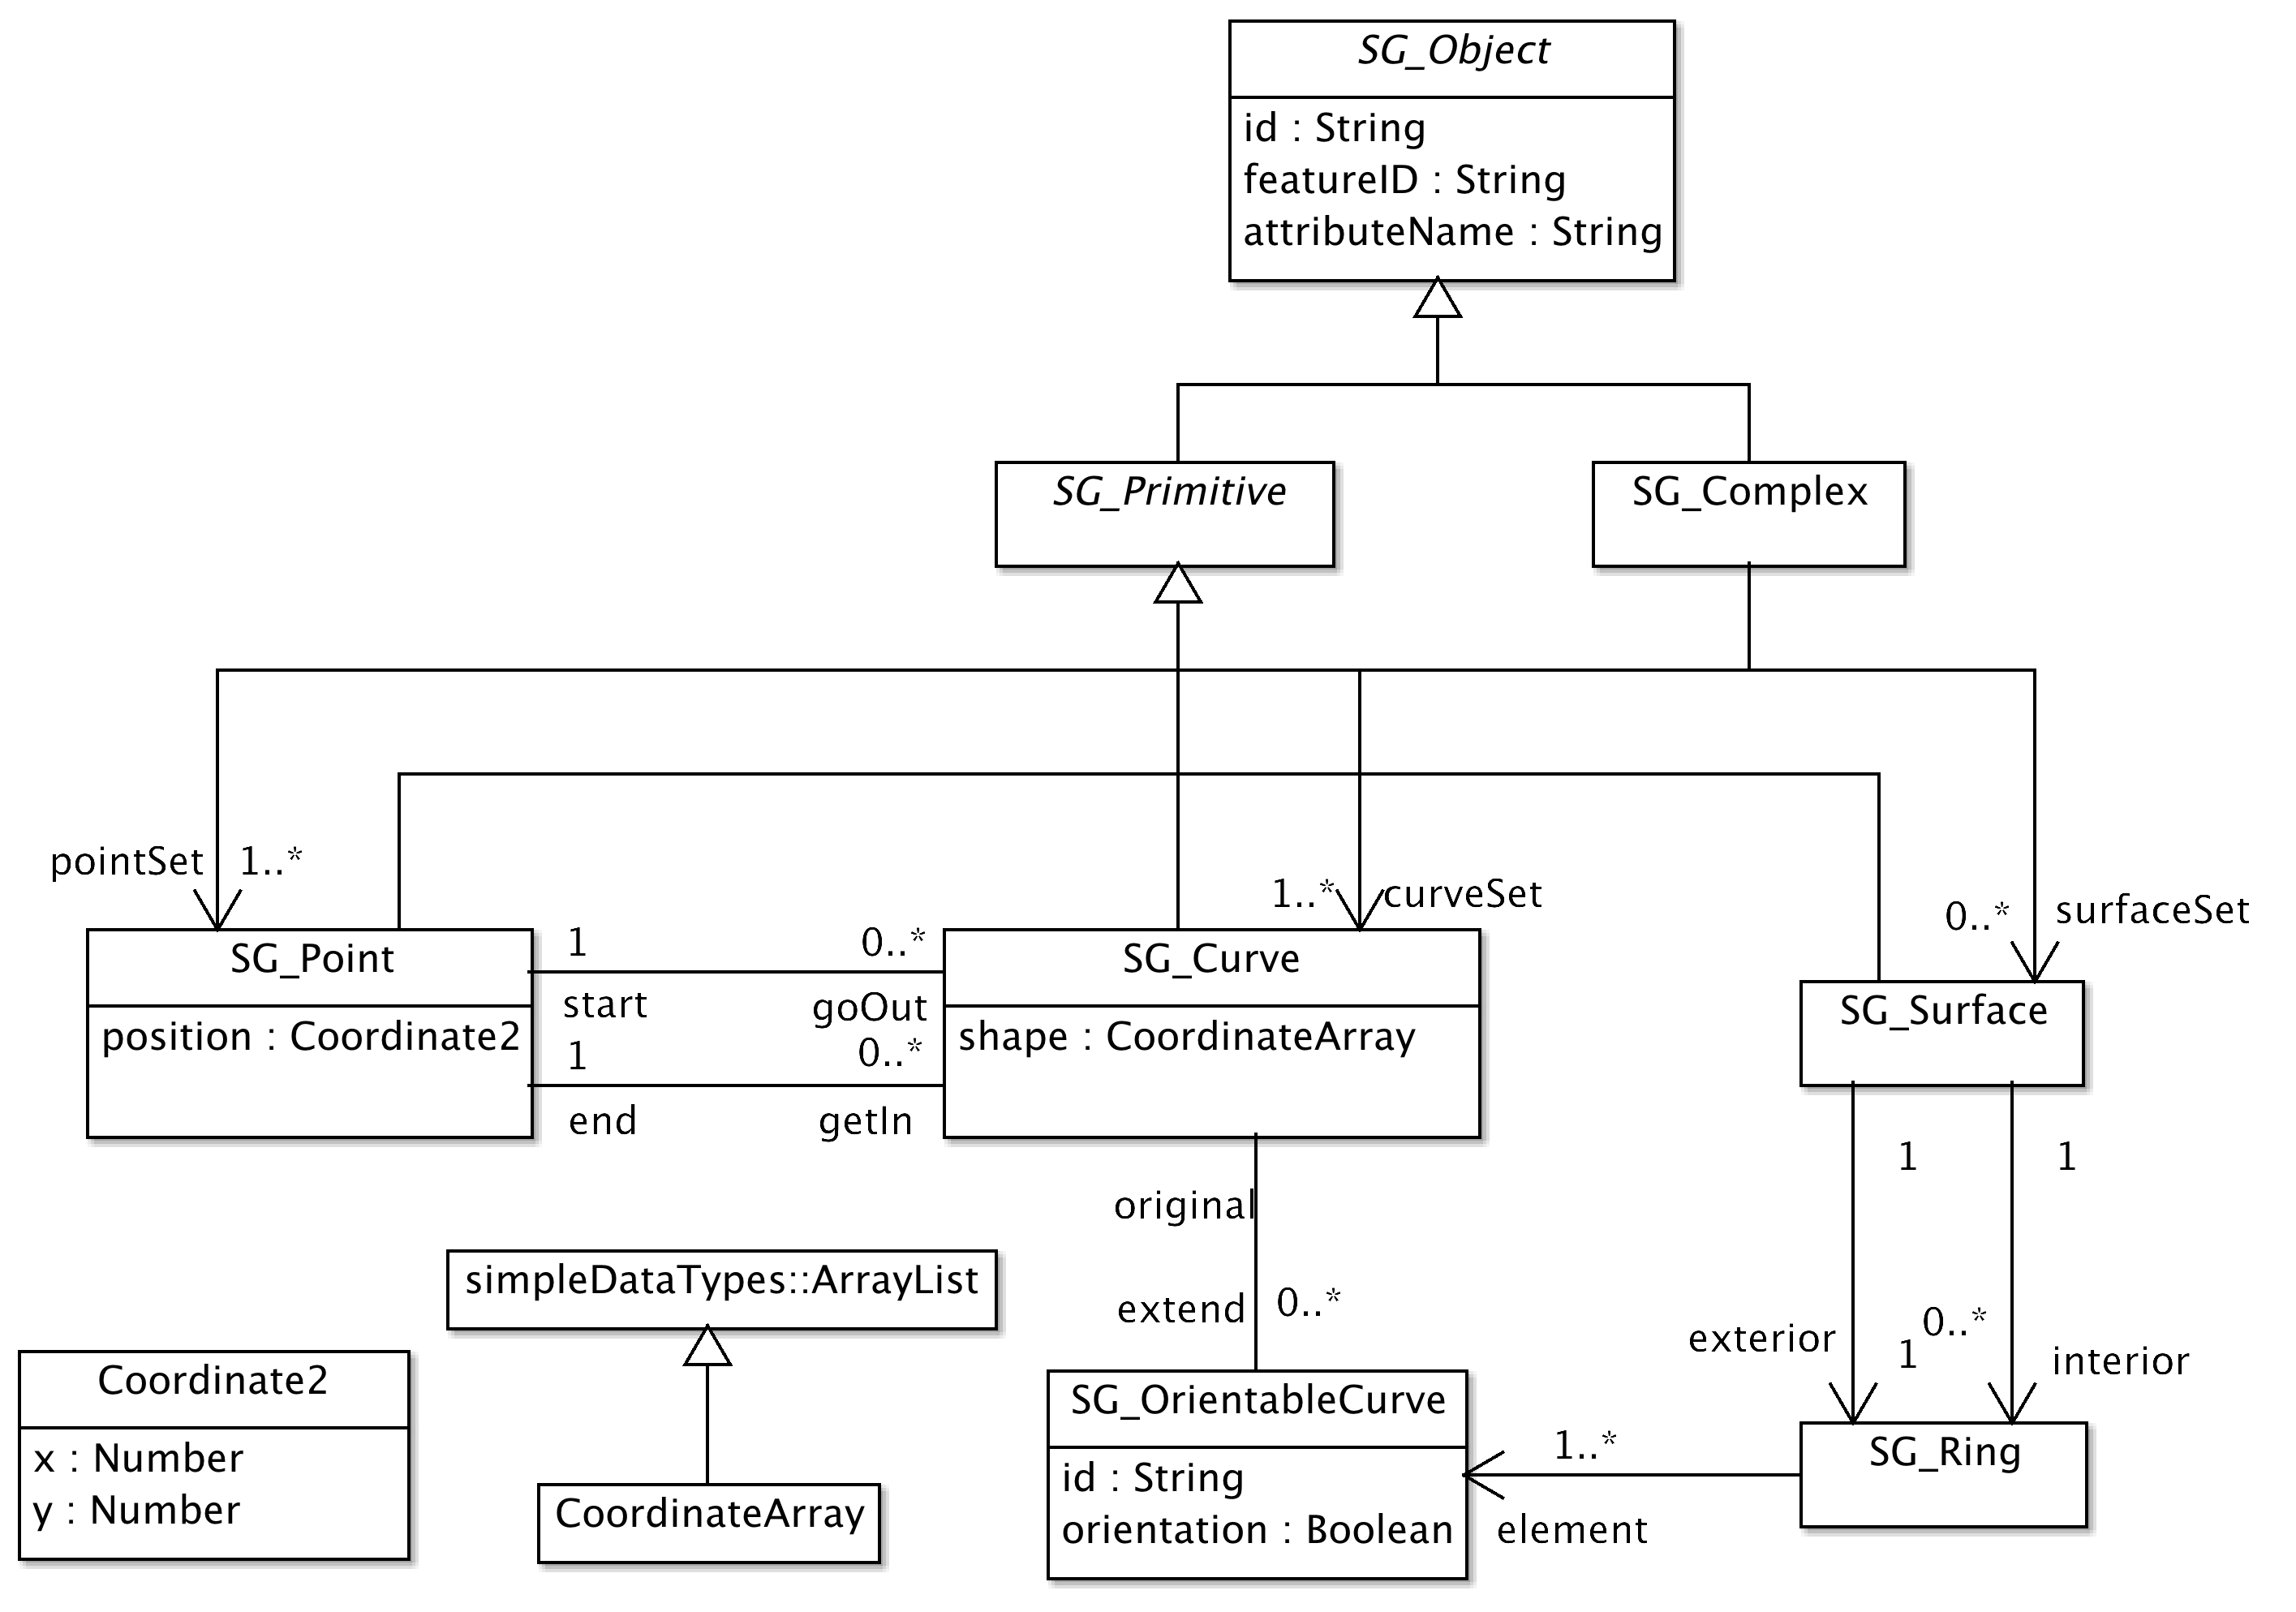 SG_Object
id : String
featureID : String
attributeName : String
SG_Primitive
SG_Complex
pointSet
1..*
1..*
curveSet
0..*
surfaceSet
SG_Point
position : Coordinate2
1
0..*
start
goOut
1
0..*
end
getIn
SG_Curve
shape : CoordinateArray
SG_Surface
1
1
original
extend
0..*
exterior
1
0..*
interior
simpleDataTypes::ArrayList
Coordinate2
x : Number
y : Number
CoordinateArray
SG_OrientableCurve
id : String
orientation : Boolean
1..*
element
SG_Ring